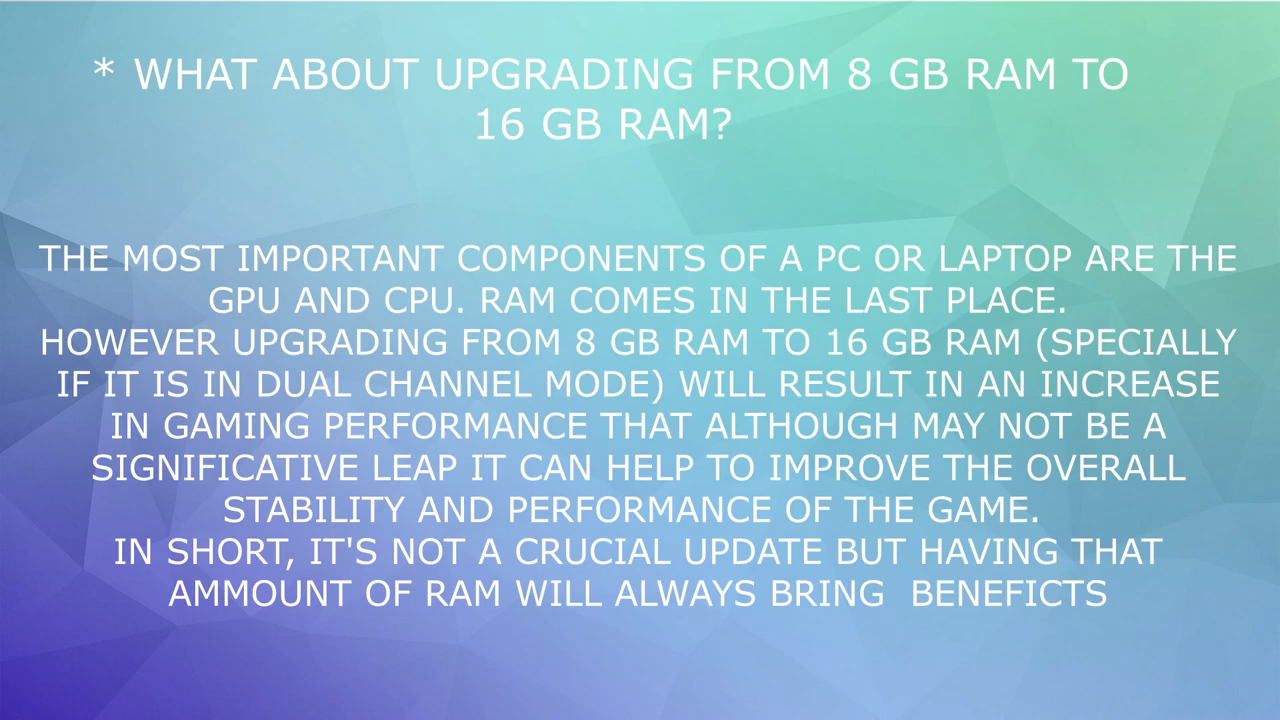 * WHAT ABOUT UPGRADING FROM 8 GB RAM TO
16 GB RAM?
THE MOST IMPORTANT COMPONENTS OF A PC OR LAPTOP ARE THE
GPU AND CPU. RAM COMES IN THE LAST PLACE.
HOWEVER UPGRADING FROM 8 GB RAM TO 16 GB RAM (SPECIALLY
IF IT IS IN DUAL CHANNEL MODE) WILL RESULT IN AN INCREASE
IN GAMING PERFORMANCE THAT ALTHOUGH MAY NOT BE A
SIGNIFICATIVE LEAP IT CAN HELP TO IMPROVE THE OVERALL
STABILITY AND PERFORMANCE OF THE GAME.
IN SHORT, IT'S NOT A CRUCIAL UPDATE BUT HAVING THAT
AMMOUNT OF RAM WILL ALWAYS BRING  BENEFICTS